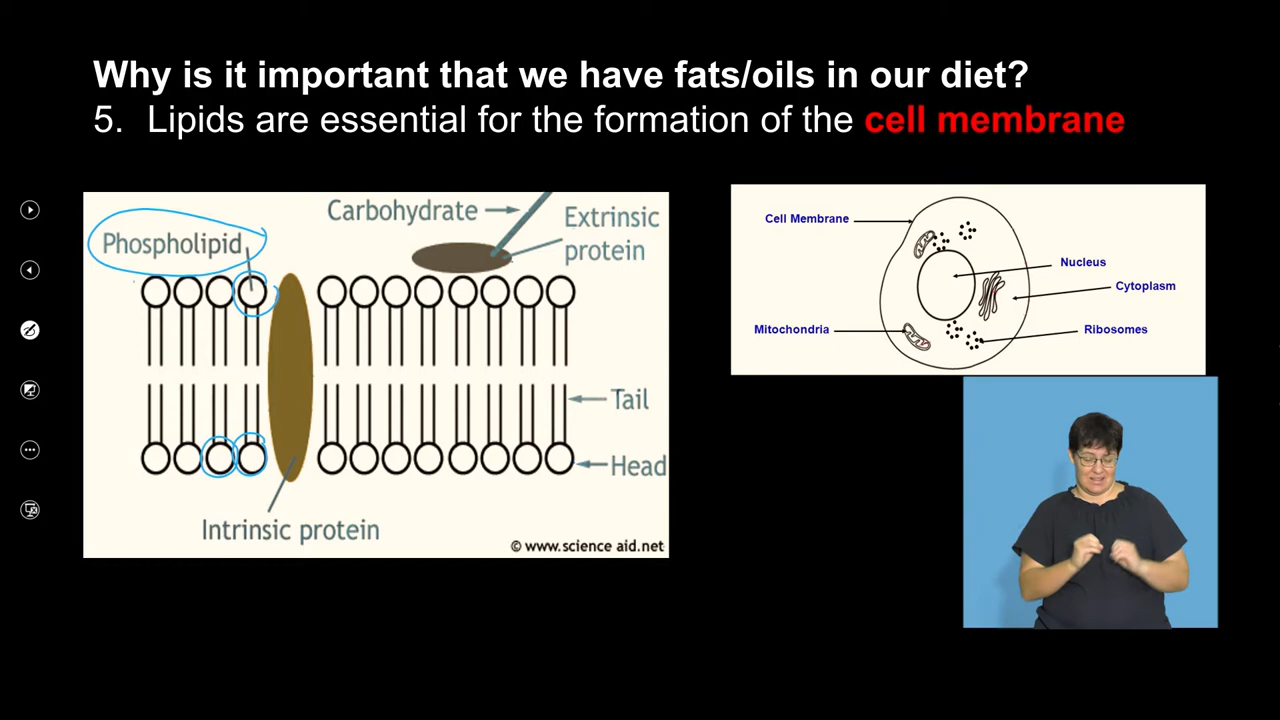 Why is it important that we have fats/oils in our diet?
5. Lipids are essential for the formation of the cell membrane
Carbohydrate
Extrinsic
protein
Phospholipid
Tail
Head
Intrinsic protein
© www.science aid.net
Cell Membrane
Nucleus
Cytoplasm
Mitochondria
Ribosomes